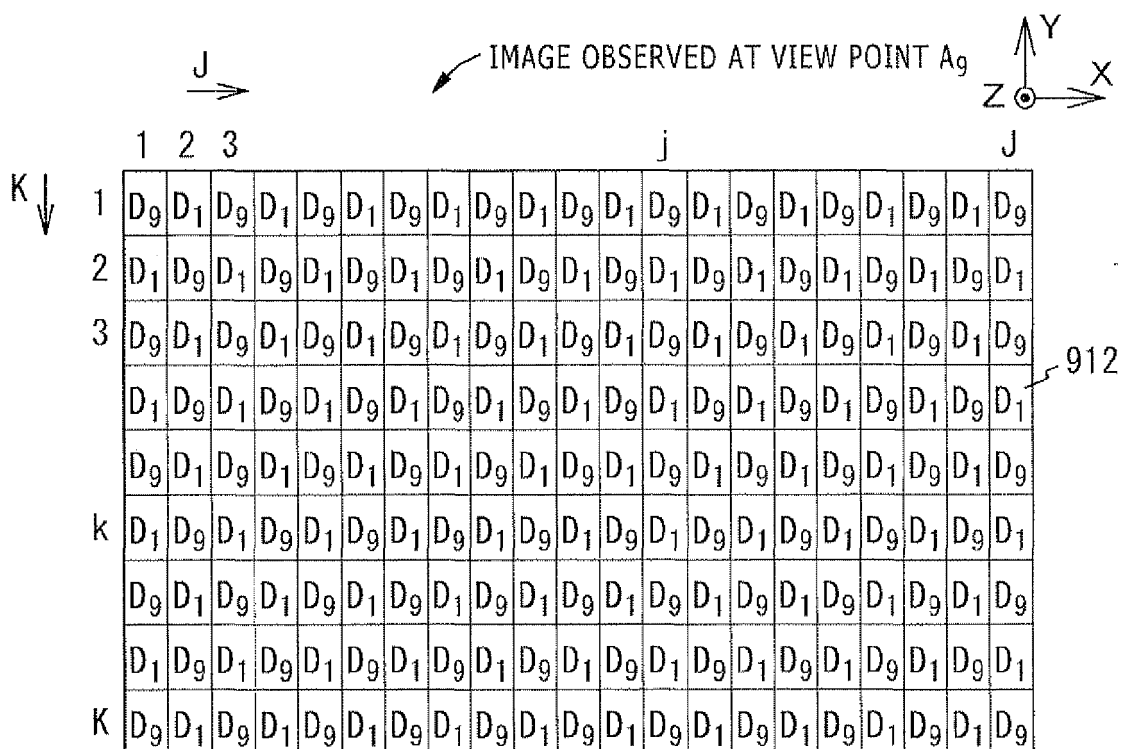 Y
J
IMAGE OBSERVED AT VIEW POINT A9
X
Z
1 2 3 j J
K
1 D9 D1 D9 D1 D9 D1 D9 D1 D9 D1 D9 D1 D9 D1 D9 D1 D9 D1 D9 D1 D9
2 D1 D9 D1 D9 D1 D9 D1 D9 D1 D9 D1 D9 D1 D9 D1 D9 D1 D9 D1 D9 D1
3 D9 D1 D9 D1 D9 D1 D9 D1 D9 D1 D9 D1 D9 D1 D9 D1 D9 D1 D9 D1 D9
912
D1 D9 D1 D9 D1 D9 D1 D9 D1 D9 D1 D9 D1 D9 D1 D9 D1 D9 D1 D9 D1
D9 D1 D9 D1 D9 D1 D9 D1 D9 D1 D9 D1 D9 D1 D9 D1 D9 D1 D9 D1 D9
k D1 D9 D1 D9 D1 D9 D1 D9 D1 D9 D1 D9 D1 D9 D1 D9 D1 D9 D1 D9 D1
D9 D1 D9 D1 D9 D1 D9 D1 D9 D1 D9 D1 D9 D1 D9 D1 D9 D1 D9 D1 D9
D1 D9 D1 D9 D1 D9 D1 D9 D1 D9 D1 D9 D1 D9 D1 D9 D1 D9 D1 D9 D1
K D9 D1 D9 D1 D9 D1 D9 D1 D9 D1 D9 D1 D9 D1 D9 D1 D9 D1 D9 D1 D9